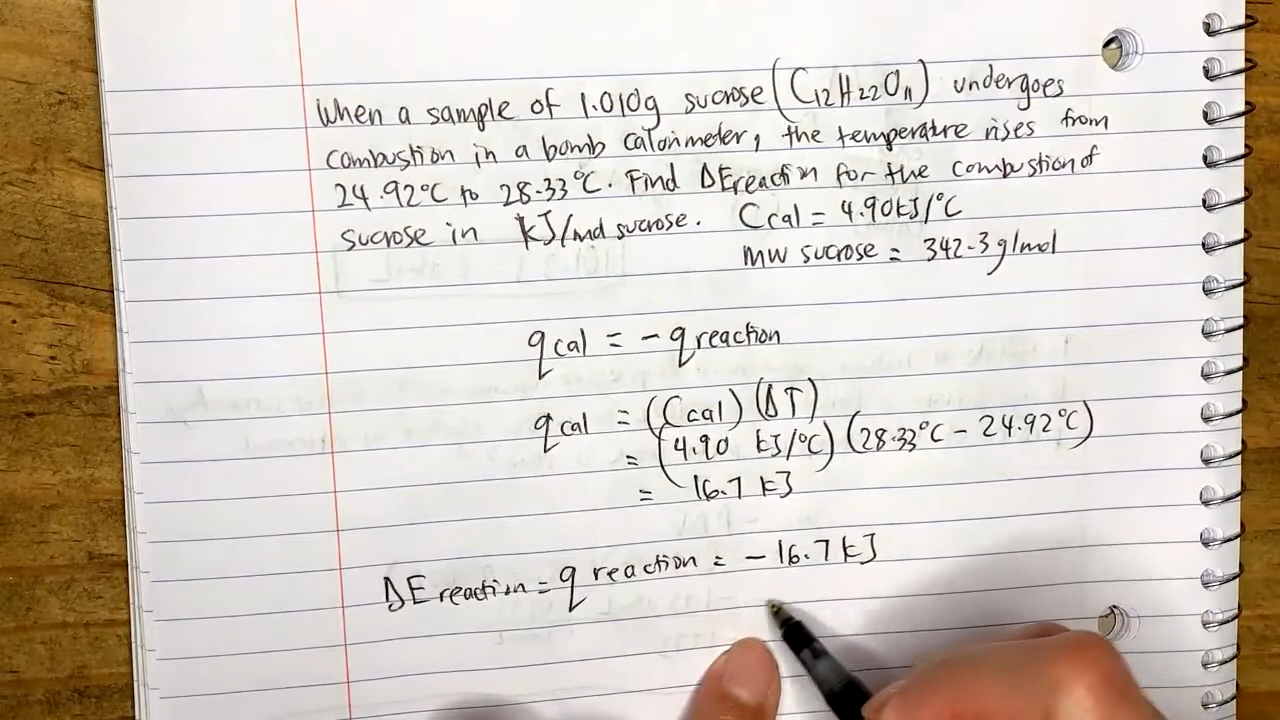 When a sample of 1.010g sucrose (C12H22O11) undergoes
combustion in a bomb calorimeter, the temperature rises from
24.92°C to 28.33°C. Find ΔEreaction for the combustion of
sucrose in kJ/mol sucrose. Ccal = 4.90kJ/°C
MW sucrose = 342.3 g/mol
qcal = - qreaction
qcal = (Ccal) (ΔT)
= (4.90 kJ/°C) (28.33°C - 24.92°C)
= 16.7 kJ
ΔE reaction = q reaction = - 16.7 kJ